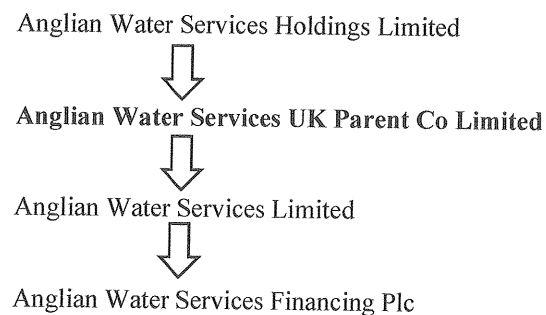 Anglian Water Services Holdings Limited
Anglian Water Services UK Parent Co Limited
Anglian Water Services Limited
Anglian Water Services Financing Plc